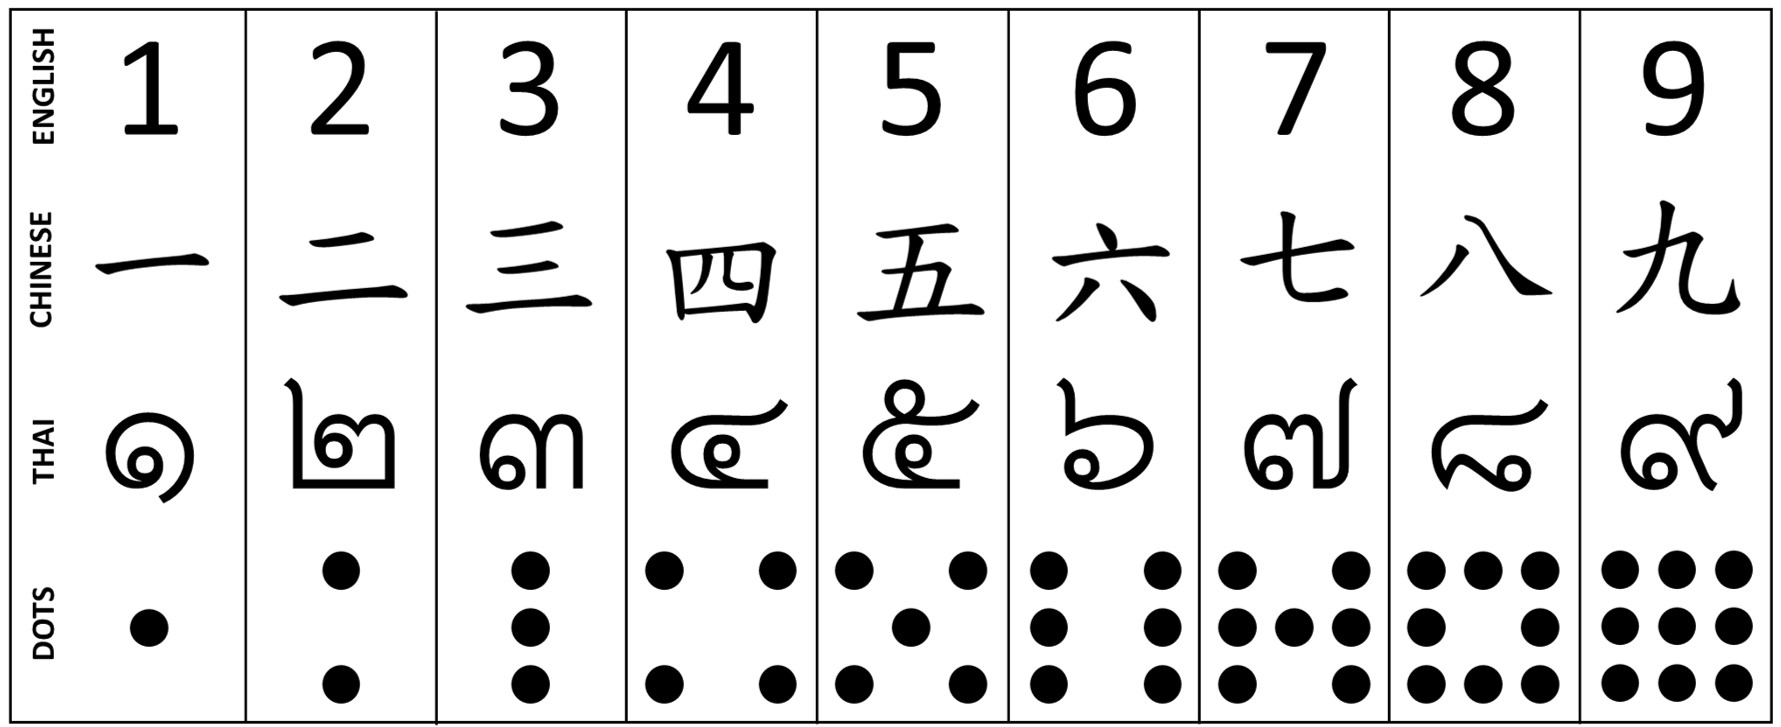 ENGLISH 1 2 3 4 5 6 7 8 9
CHINESE 一 二 三 四 五 六 七 八 九
THAI ๑ ๒ ๓ ๔ ๕ ๖ ๗ ๘ ๙
DOTS